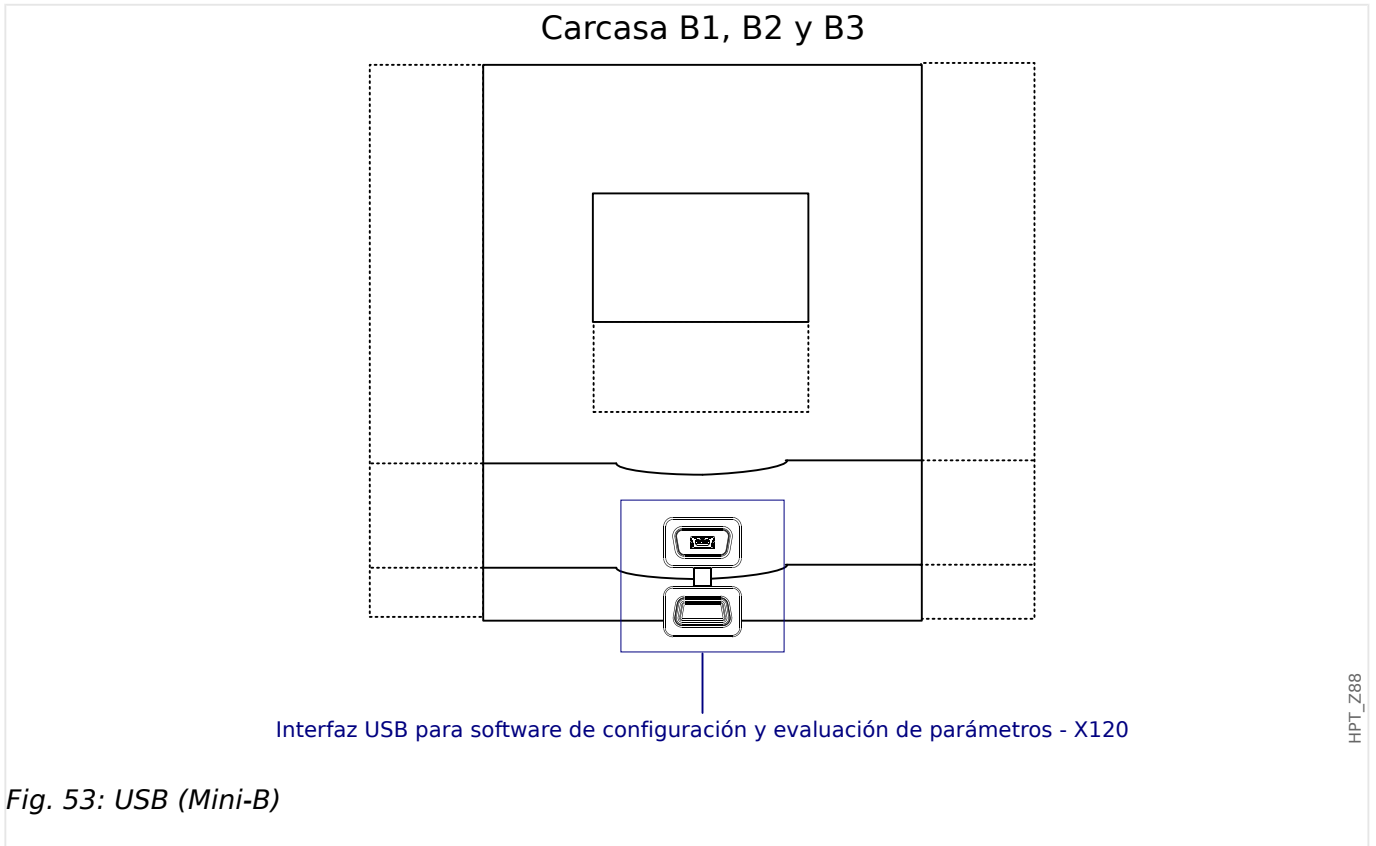 Carcasa B1, B2 y B3
Interfaz USB para software de configuración y evaluación de parámetros - X120
HPT_Z88
Fig. 53: USB (Mini-B)